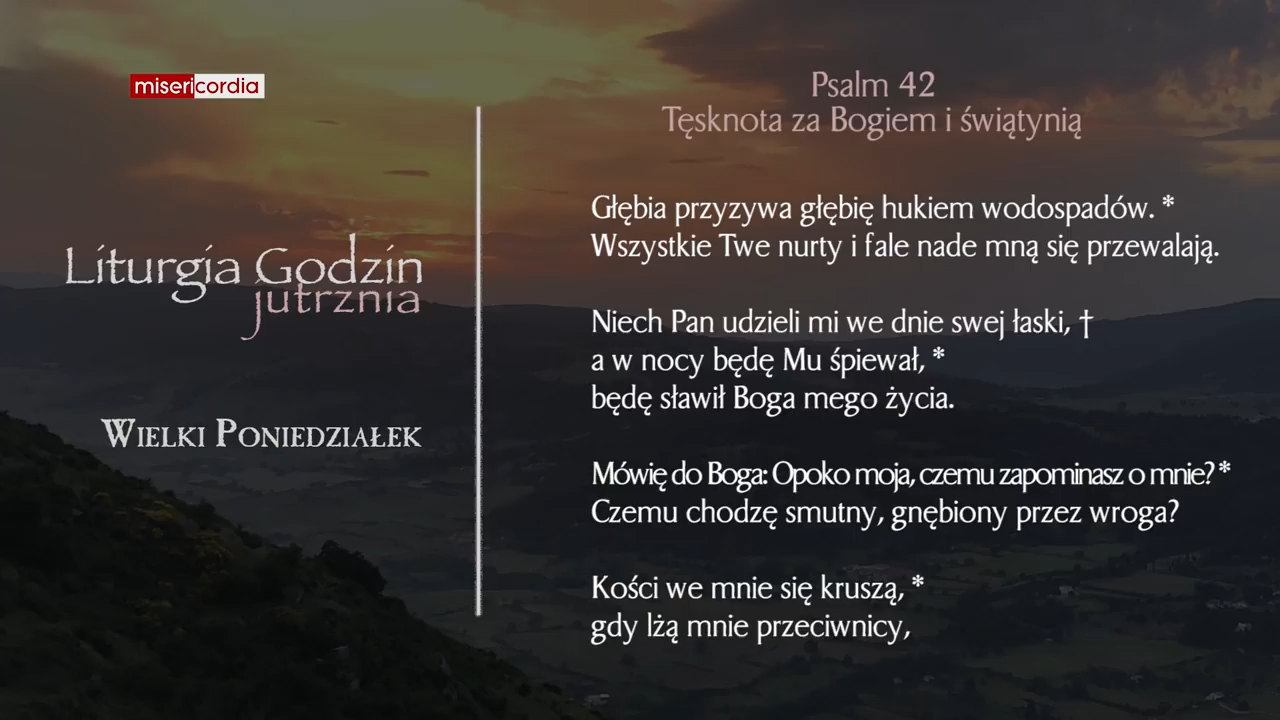 misericordia
Liturgia Godzin
jutrznia
Wielki Poniedziałek
Psalm 42
Tęsknota za Bogiem i świątynią
Głębia przyzywa głębię hukiem wodospadów. *
Wszystkie Twe nurty i fale nade mną się przewalają.
Niech Pan udzieli mi we dnie swej łaski, †
a w nocy będę Mu śpiewał, *
będę sławił Boga mego życia.
Mówię do Boga: Opoko moja, czemu zapominasz o mnie? *
Czemu chodzę smutny, gnębiony przez wroga?
Kości we mnie się kruszą, *
gdy lżą mnie przeciwnicy,